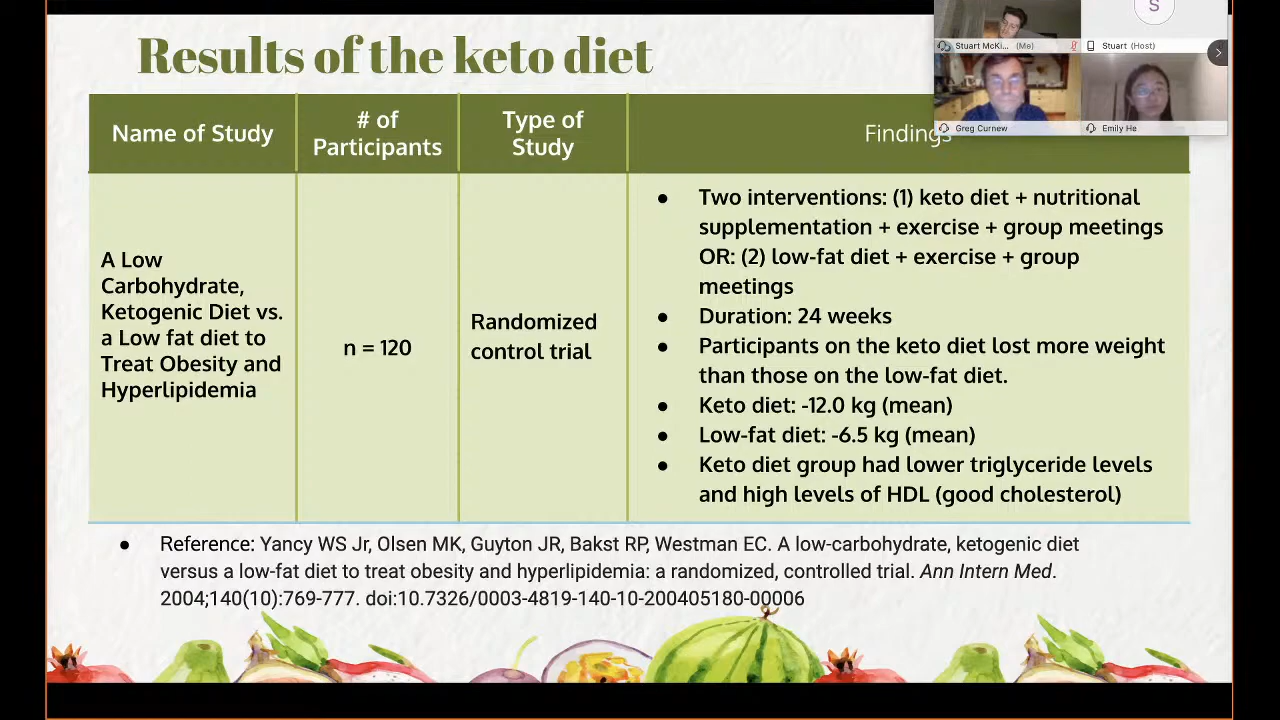 Results of the keto diet
Stuart McKi... (Me)
Stuart (Host)
S
Greg Curnew
Emily He
Name of Study
# of
Participants
Type of
Study
Findings
A Low
Carbohydrate,
Ketogenic Diet vs.
a Low fat diet to
Treat Obesity and
Hyperlipidemia
n = 120
Randomized
control trial
● Two interventions: (1) keto diet + nutritional
supplementation + exercise + group meetings
OR: (2) low-fat diet + exercise + group
meetings
● Duration: 24 weeks
● Participants on the keto diet lost more weight
than those on the low-fat diet.
● Keto diet: -12.0 kg (mean)
● Low-fat diet: -6.5 kg (mean)
● Keto diet group had lower triglyceride levels
and high levels of HDL (good cholesterol)
● Reference: Yancy WS Jr, Olsen MK, Guyton JR, Bakst RP, Westman EC. A low-carbohydrate, ketogenic diet
versus a low-fat diet to treat obesity and hyperlipidemia: a randomized, controlled trial. Ann Intern Med.
2004;140(10):769-777. doi:10.7326/0003-4819-140-10-200405180-00006